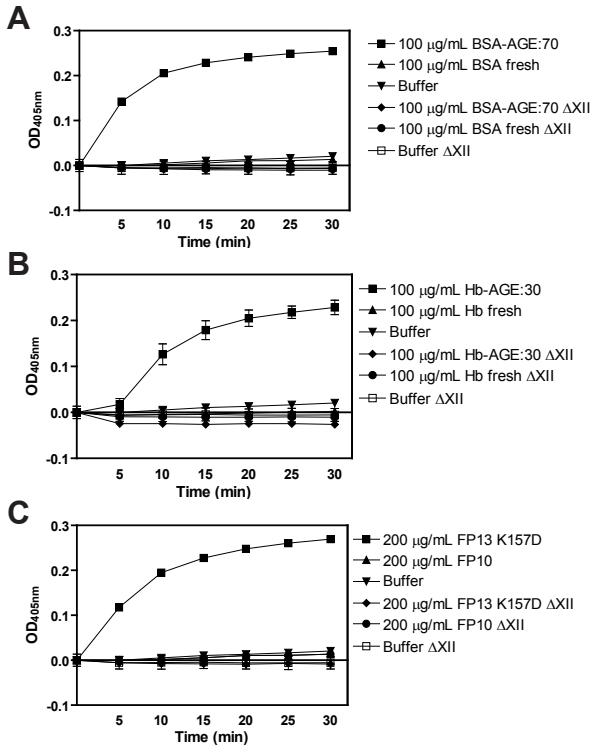 A
0.3
0.2
0.1
0.0
-0.1
OD405nm
5 10 15 20 25 30
Time (min)
100 µg/mL BSA-AGE:70
100 µg/mL BSA fresh
Buffer
100 µg/mL BSA-AGE:70 ΔXII
100 µg/mL BSA fresh ΔXII
Buffer ΔXII
B
0.3
0.2
0.1
0.0
-0.1
OD405nm
5 10 15 20 25 30
Time (min)
100 µg/mL Hb-AGE:30
100 µg/mL Hb fresh
Buffer
100 µg/mL Hb-AGE:30 ΔXII
100 µg/mL Hb fresh ΔXII
Buffer ΔXII
C
0.3
0.2
0.1
0.0
-0.1
OD405nm
5 10 15 20 25 30
Time (min)
200 µg/mL FP13 K157D
200 µg/mL FP10
Buffer
200 µg/mL FP13 K157D ΔXII
200 µg/mL FP10 ΔXII
Buffer ΔXII